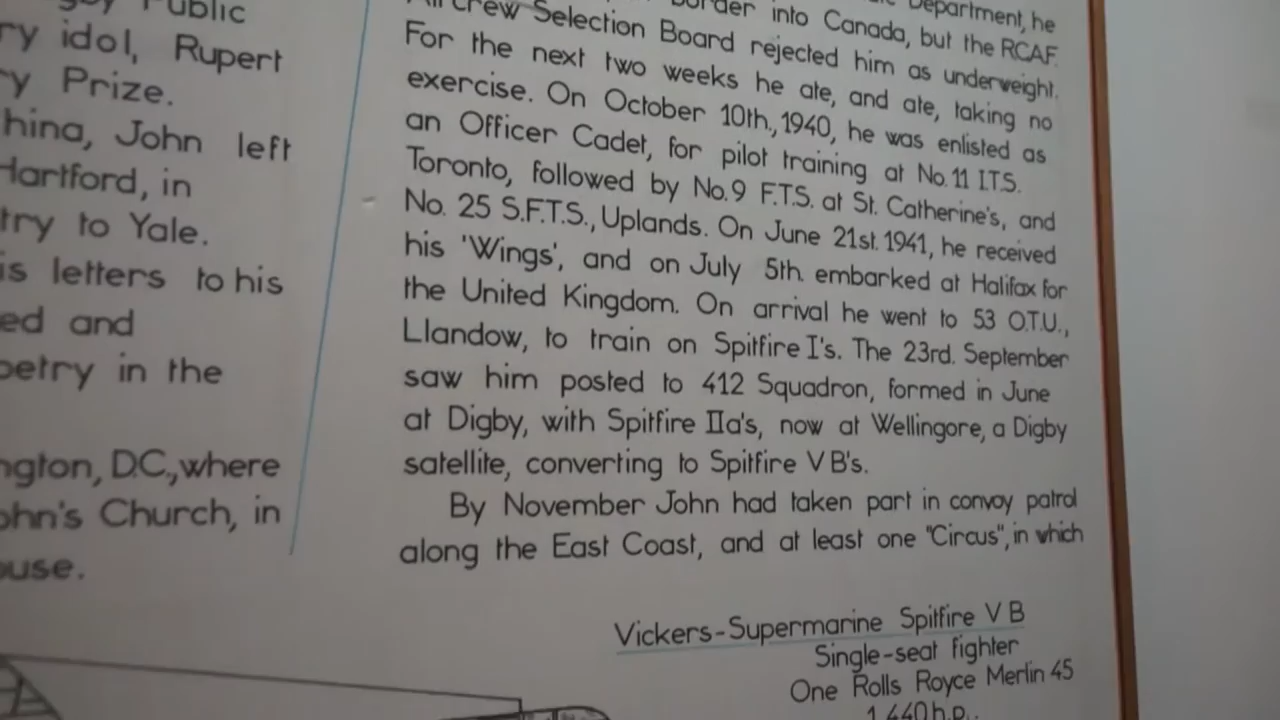 Public
ry idol, Rupert
ry Prize.
hina, John left
Hartford, in
try to Yale.
is letters to his
ed and
oetry in the
ngton, D.C., where
ohn's Church, in
ouse.
Department, he
border into Canada, but the RCAF.
Aircrew Selection Board rejected him as underweight.
For the next two weeks he ate, and ate, taking no
exercise. On October 10th., 1940, he was enlisted as
an Officer Cadet, for pilot training at No. 11 I.T.S.
Toronto, followed by No. 9 F.T.S. at St. Catherine's, and
No. 25 S.F.T.S., Uplands. On June 21st. 1941, he received
his 'Wings', and on July 5th. embarked at Halifax for
the United Kingdom. On arrival he went to 53 O.T.U.,
Llandow, to train on Spitfire I's. The 23rd. September
saw him posted to 412 Squadron, formed in June
at Digby, with Spitfire IIa's, now at Wellingore, a Digby
satellite, converting to Spitfire V B's.
By November John had taken part in convoy patrol
along the East Coast, and at least one "Circus", in which
Vickers-Supermarine Spitfire V B
Single-seat fighter
One Rolls Royce Merlin 45
1,440 h.p.